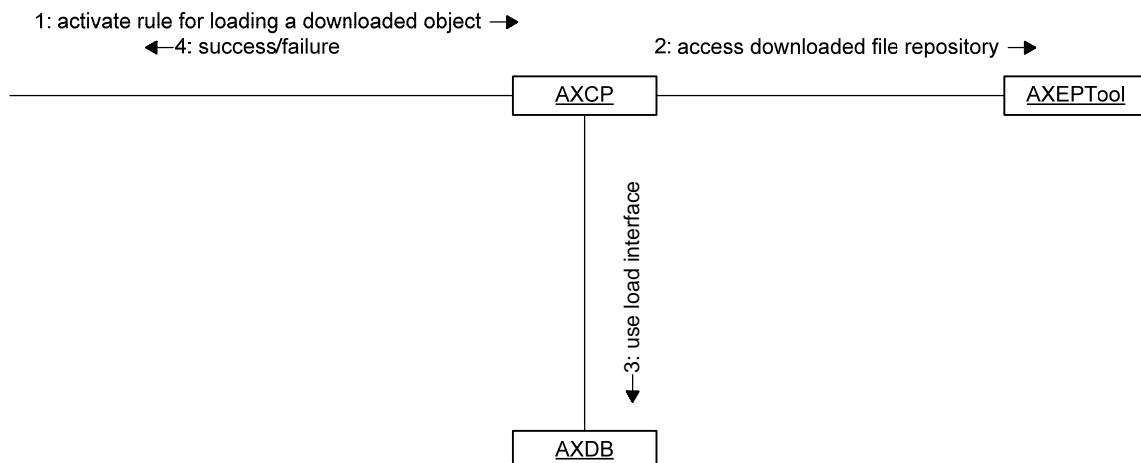 1: activate rule for loading a downloaded object
4: success/failure
2: access downloaded file repository
AXCP
AXEPTool
3: use load interface
AXDB